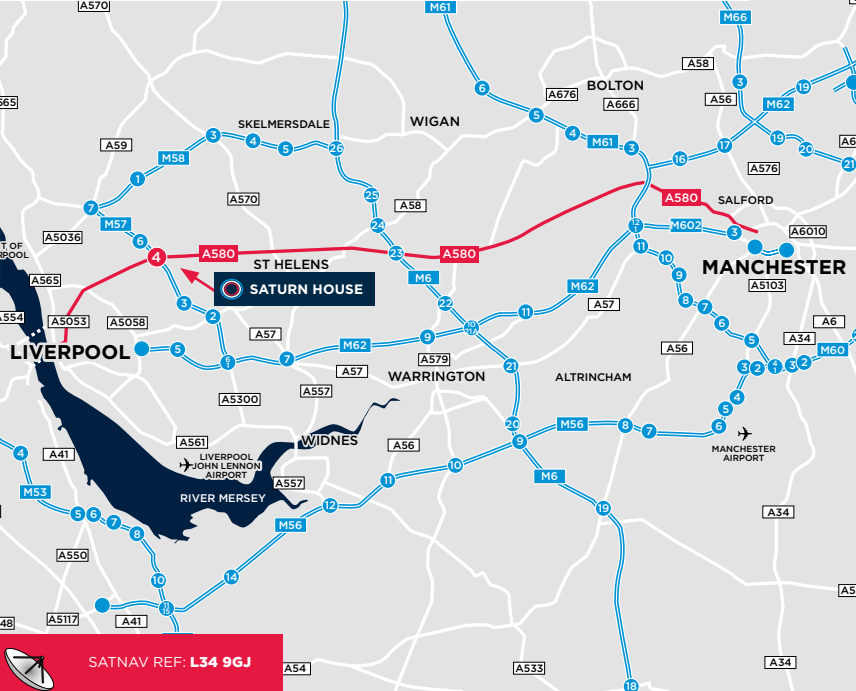 A570
M61
M66
A58
BOLTON
3
19
6
A676
A666
A56
M62
565
5
SKELMERSDALE
WIGAN
4
M61
3
19
A59
3
4
5
26
17
20
M58
16
21
A576
1
25
A570
A58
A580
SALFORD
7
M57
24
12
1
M602
3
A6010
A5036
6
11
4
A580
23
A580
10
MANCHESTER
ST HELENS
M6
9
A5103
A565
SATURN HOUSE
M62
3
22
8
A57
7
2
11
A554
A5053
A5058
10
21A
6
A6
A57
9
5
A34
LIVERPOOL
5
M62
A56
M60
6
1
7
A579
21
3
2
4
1
3
2
A57
WARRINGTON
ALTRINCHAM
A557
4
A5300
5
20
M56
8
7
6
A561
WIDNES
A56
9
4
A41
LIVERPOOL
JOHN LENNON
AIRPORT
10
MANCHESTER
AIRPORT
M53
A557
11
M6
RIVER MERSEY
5
6
7
12
19
A34
8
M56
A550
10
14
11
15
A5117
A41
SATNAV REF: L34 9GJ
A54
A533
A34
18